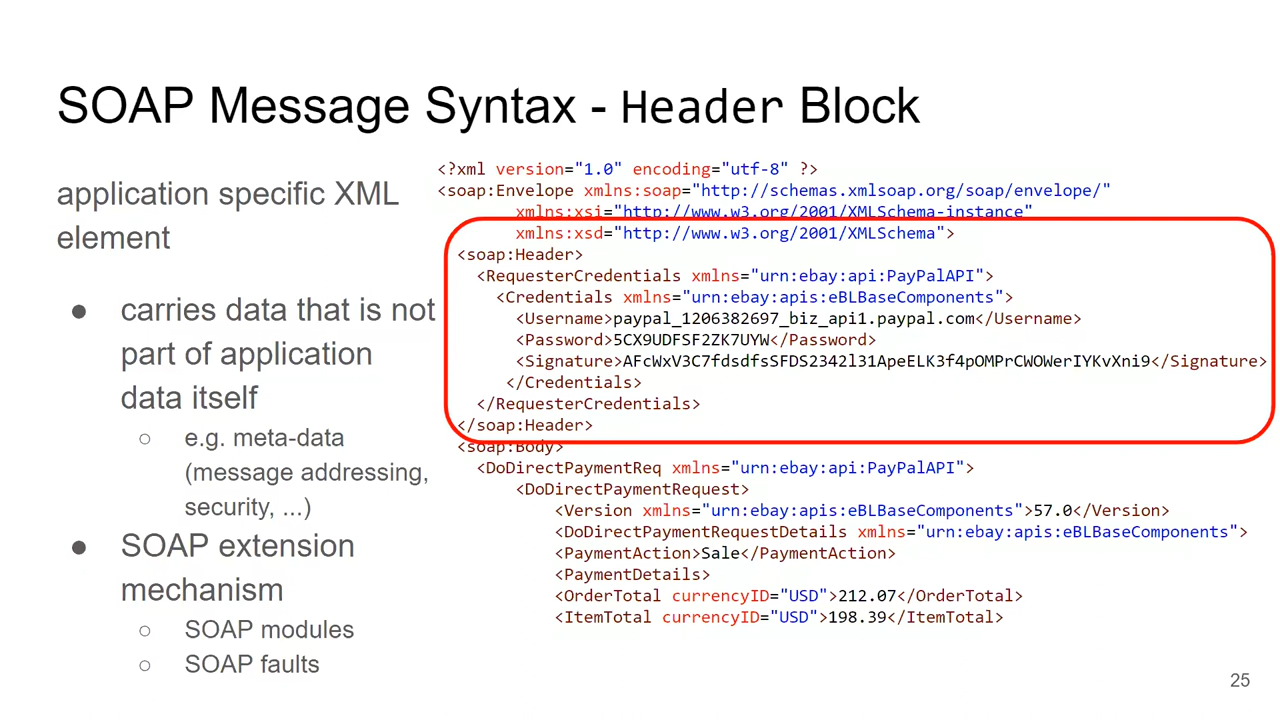 SOAP Message Syntax - Header Block
application specific XML
element
● carries data that is not
part of application
data itself
○ e.g. meta-data
(message addressing,
security, ...)
● SOAP extension
mechanism
○ SOAP modules
○ SOAP faults
<?xml version="1.0" encoding="utf-8" ?>
<soap:Envelope xmlns:soap="http://schemas.xmlsoap.org/soap/envelope/"
xmlns:xsi="http://www.w3.org/2001/XMLSchema-instance"
xmlns:xsd="http://www.w3.org/2001/XMLSchema">
<soap:Header>
<RequesterCredentials xmlns="urn:ebay:api:PayPalAPI">
<Credentials xmlns="urn:ebay:apis:eBLBaseComponents">
<Username>paypal_1206382697_biz_api1.paypal.com</Username>
<Password>5CX9UDFSF2ZK7UYW</Password>
<Signature>AFcWxV3C7fdsdfsSFDS2342l31ApeELK3f4pOMPrCWOWerIYKvXni9</Signature>
</Credentials>
</RequesterCredentials>
</soap:Header>
<soap:Body>
<DoDirectPaymentReq xmlns="urn:ebay:api:PayPalAPI">
<DoDirectPaymentRequest>
<Version xmlns="urn:ebay:apis:eBLBaseComponents">57.0</Version>
<DoDirectPaymentRequestDetails xmlns="urn:ebay:apis:eBLBaseComponents">
<PaymentAction>Sale</PaymentAction>
<PaymentDetails>
<OrderTotal currencyID="USD">212.07</OrderTotal>
<ItemTotal currencyID="USD">198.39</ItemTotal>
25